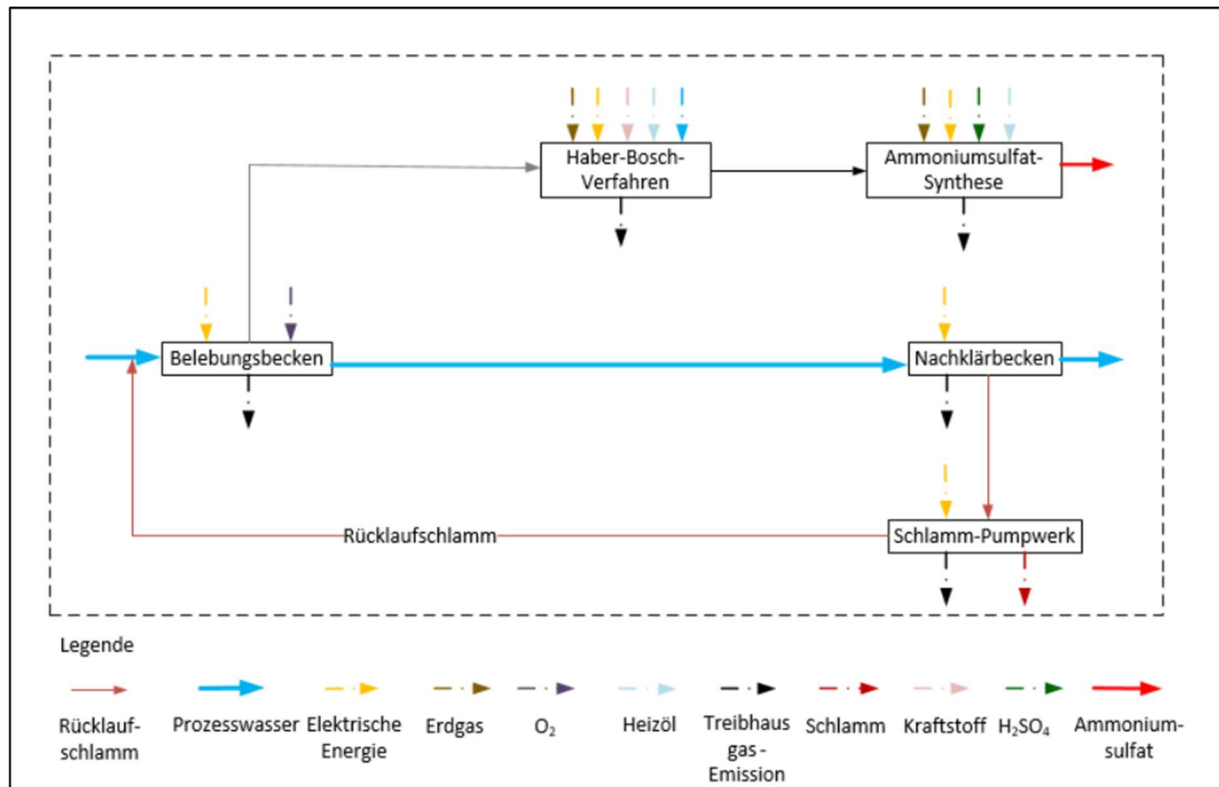 Haber-Bosch-
Verfahren
Ammoniumsulfat-
Synthese
Belebungsbecken
Nachklärbecken
Rücklaufschlamm
Schlamm-Pumpwerk
Legende
Rücklauf-
schlamm
Prozesswasser
Elektrische
Energie
Erdgas
O₂
Heizöl
Treibhaus
gas -
Emission
Schlamm
Kraftstoff
H₂SO₄
Ammonium-
sulfat